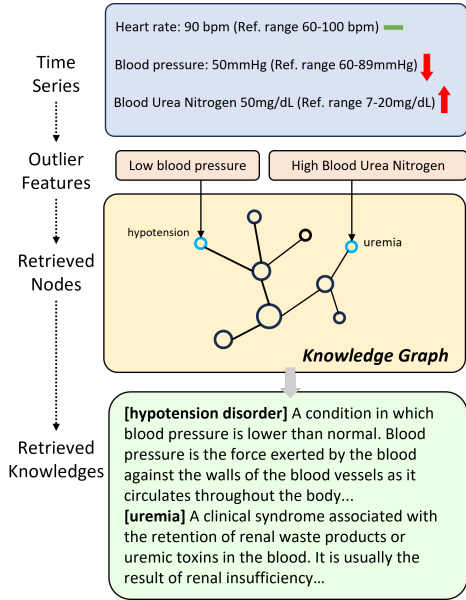 Time
Series
Heart rate: 90 bpm (Ref. range 60-100 bpm)
Blood pressure: 50mmHg (Ref. range 60-89mmHg)
Blood Urea Nitrogen 50mg/dL (Ref. range 7-20mg/dL)
Outlier
Features
Low blood pressure
High Blood Urea Nitrogen
Retrieved
Nodes
hypotension
uremia
Knowledge Graph
Retrieved
Knowledges
[hypotension disorder] A condition in which
blood pressure is lower than normal. Blood
pressure is the force exerted by the blood
against the walls of the blood vessels as it
circulates throughout the body...
[uremia] A clinical syndrome associated with
the retention of renal waste products or
uremic toxins in the blood. It is usually the
result of renal insufficiency…